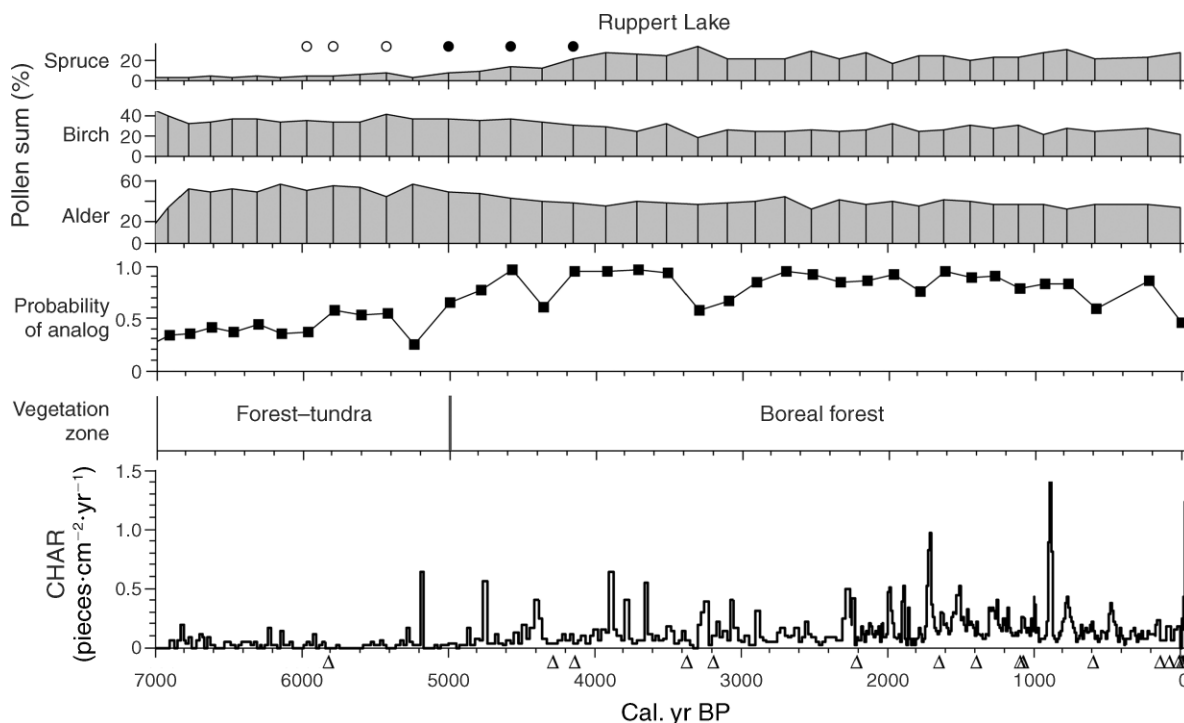 Ruppert Lake
Pollen sum (%)
Spruce
20
0
Birch
40
20
0
Alder
60
20
0
Probability
of analog
1.0
0.5
0
Vegetation
zone
Forest–tundra
Boreal forest
CHAR
(pieces·cm⁻²·yr⁻¹)
1.5
1.0
0.5
0
7000 6000 5000 4000 3000 2000 1000 0
Cal. yr BP